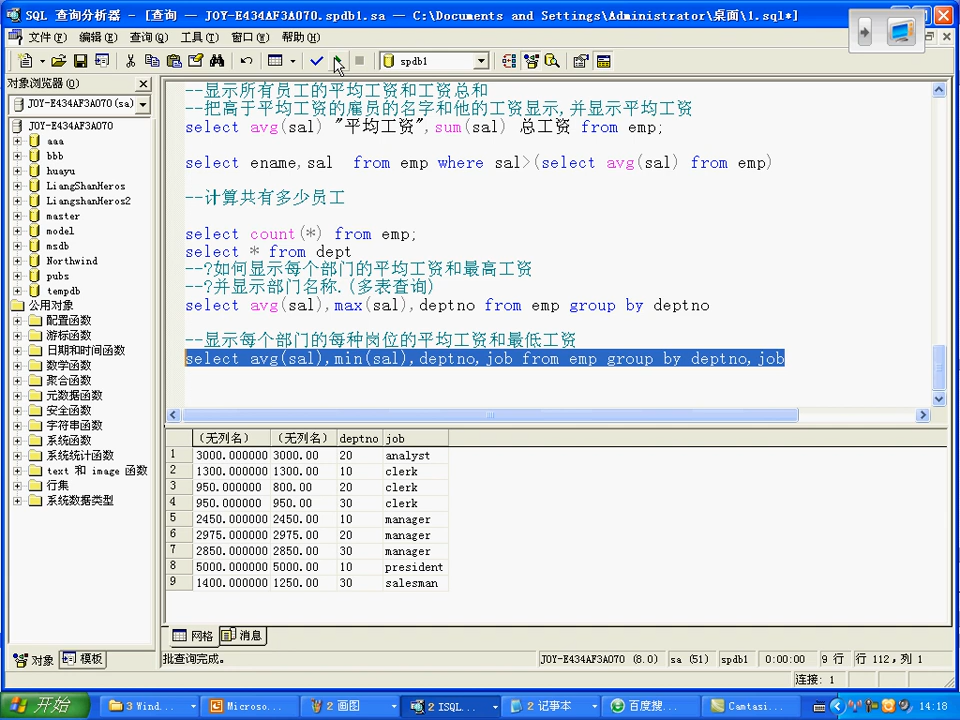 SQL 查询分析器 - [查询 — JOY-E434AF3A070.spdb1.sa — C:\Documents and Settings\Administrator\桌面\1.sql*]
文件(F) 编辑(E) 查询(Q) 工具(T) 窗口(W) 帮助(H)
spdb1
对象浏览器(O)
JOY-E434AF3A070(sa)
JOY-E434AF3A070
aaa
bbb
huayu
LiangShanHeros
LiangshanHeros2
master
model
msdb
Northwind
pubs
tempdb
公用对象
配置函数
游标函数
日期和时间函数
数学函数
聚合函数
元数据函数
安全函数
字符串函数
系统函数
系统统计函数
text 和 image 函数
行集
系统数据类型
对象 模板
--显示所有员工的平均工资和工资总和
--把高于平均工资的雇员的名字和他的工资显示,并显示平均工资
select avg(sal) "平均工资",sum(sal) 总工资 from emp;
select ename,sal  from emp where sal>(select avg(sal) from emp)
--计算共有多少员工
select count(*) from emp;
select * from dept
--?如何显示每个部门的平均工资和最高工资
--?并显示部门名称.(多表查询)
select avg(sal),max(sal),deptno from emp group by deptno
--显示每个部门的每种岗位的平均工资和最低工资
select avg(sal),min(sal),deptno,job from emp group by deptno,job
(无列名) (无列名) deptno job
1 3000.000000 3000.00 20 analyst
2 1300.000000 1300.00 10 clerk
3 950.000000 800.00 20 clerk
4 950.000000 950.00 30 clerk
5 2450.000000 2450.00 10 manager
6 2975.000000 2975.00 20 manager
7 2850.000000 2850.00 30 manager
8 5000.000000 5000.00 10 president
9 1400.000000 1250.00 30 salesman
网格 消息
批查询完成。 JOY-E434AF3A070 (8.0) sa (51) spdb1 0:00:00 9 行 行 112, 列 1
连接: 1
开始 3 Wind... Microso... 2 画图 2 ISQL... 2 记事本 百度搜... Camtasi... 14:18